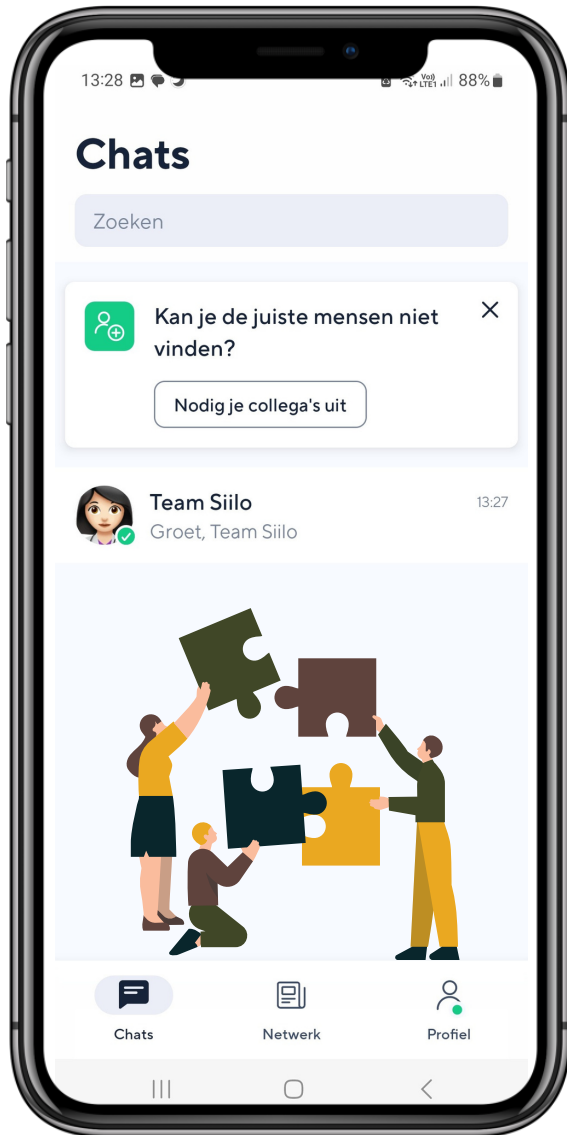 13:28 88%
Chats
Zoeken
Kan je de juiste mensen niet
vinden?
Nodig je collega's uit
Team Siilo 13:27
Groet, Team Siilo
Chats Netwerk Profiel